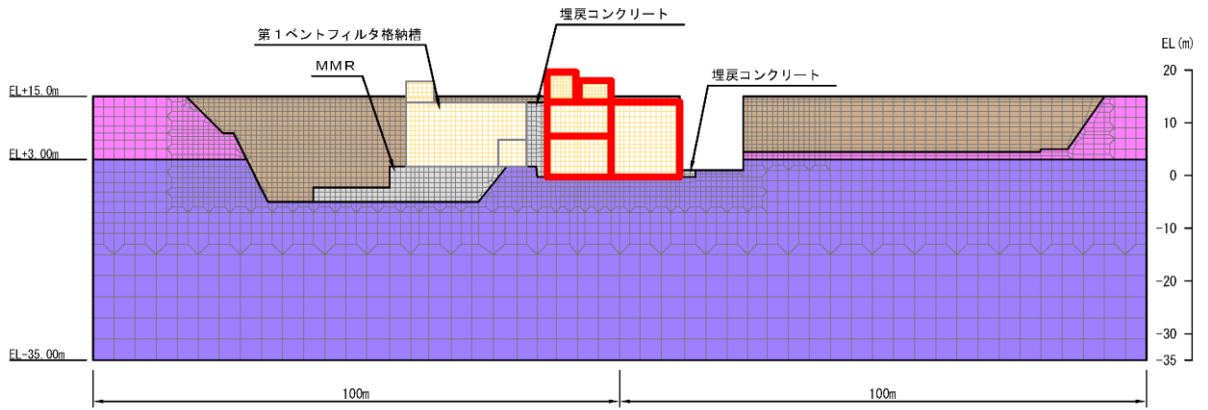 埋戻コンクリート
第１ベントフィルタ格納槽
EL(m)
MMR
埋戻コンクリート
20
EL+15.0m
10
EL+3.00m
0
-10
-20
-30
EL-35.00m
-35
100m
100m